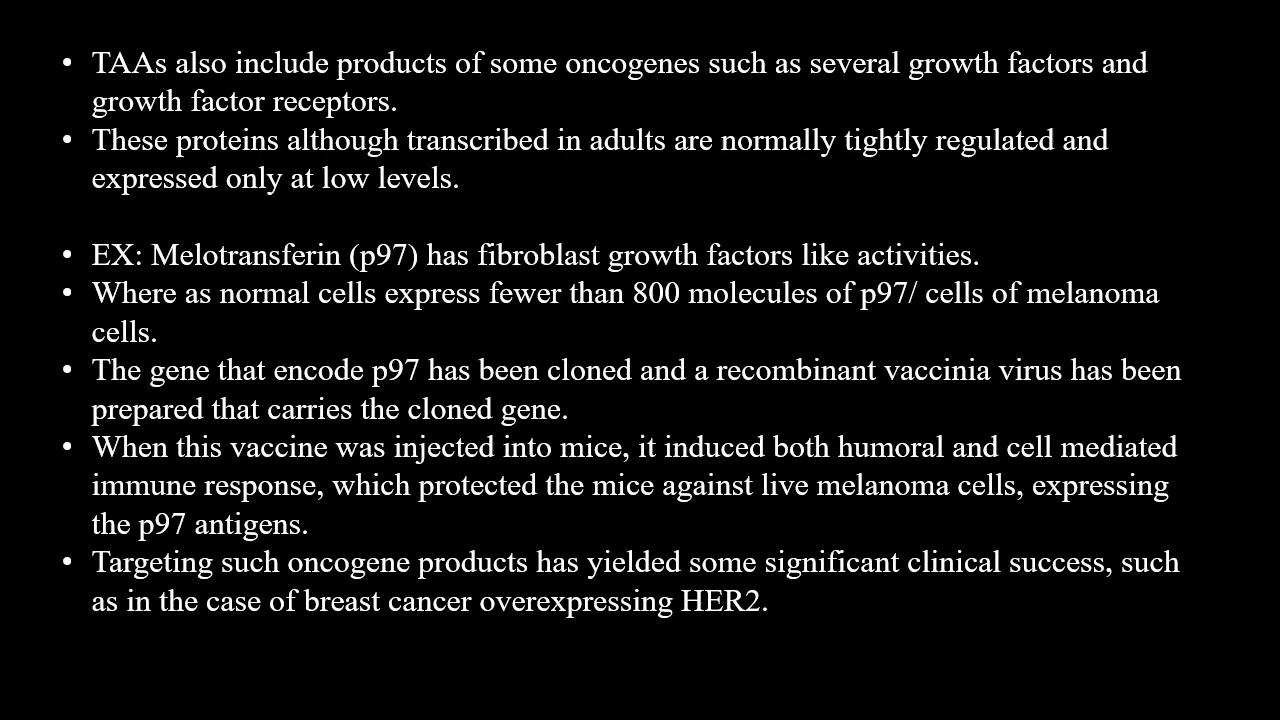 • TAAs also include products of some oncogenes such as several growth factors and
growth factor receptors.
• These proteins although transcribed in adults are normally tightly regulated and
expressed only at low levels.
• EX: Melotransferin (p97) has fibroblast growth factors like activities.
• Where as normal cells express fewer than 800 molecules of p97/ cells of melanoma
cells.
• The gene that encode p97 has been cloned and a recombinant vaccinia virus has been
prepared that carries the cloned gene.
• When this vaccine was injected into mice, it induced both humoral and cell mediated
immune response, which protected the mice against live melanoma cells, expressing
the p97 antigens.
• Targeting such oncogene products has yielded some significant clinical success, such
as in the case of breast cancer overexpressing HER2.